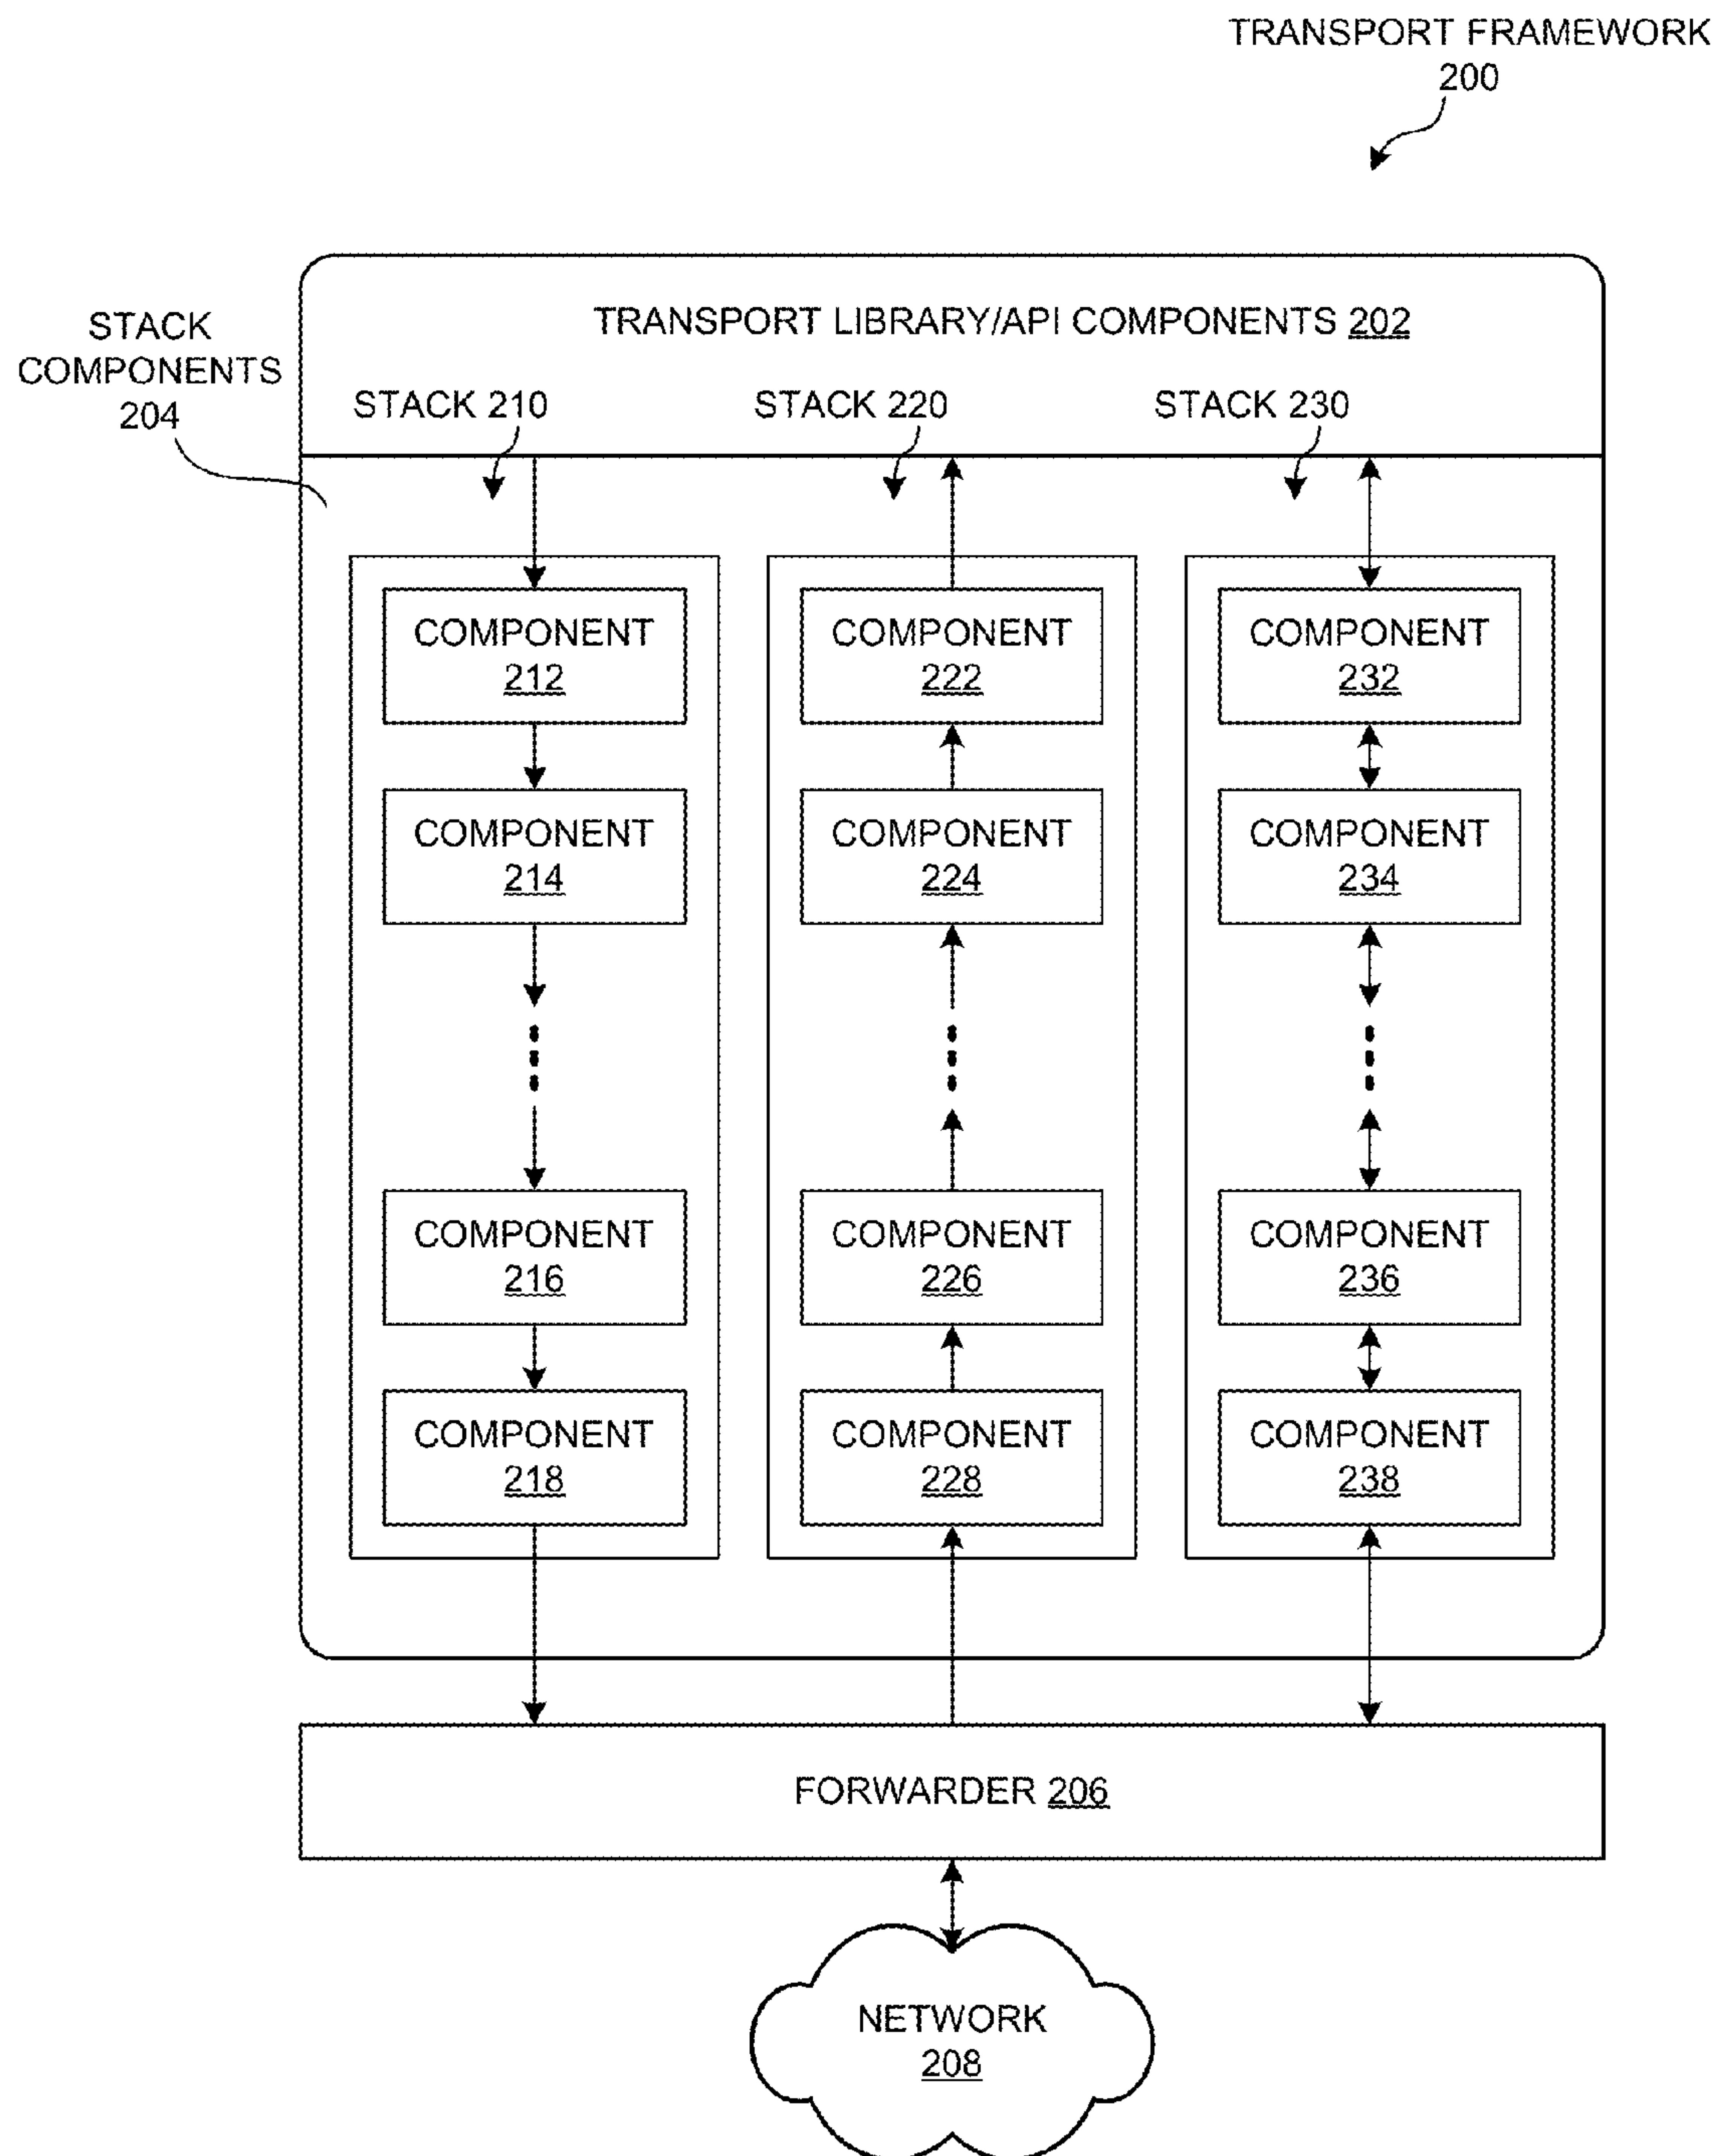 TRANSPORT FRAMEWORK
200
TRANSPORT LIBRARY/API COMPONENTS 202
STACK
COMPONENTS
204
STACK 210
STACK 220
STACK 230
COMPONENT
212
COMPONENT
222
COMPONENT
232
COMPONENT
214
COMPONENT
224
COMPONENT
234
COMPONENT
216
COMPONENT
226
COMPONENT
236
COMPONENT
218
COMPONENT
228
COMPONENT
238
FORWARDER 206
NETWORK
208